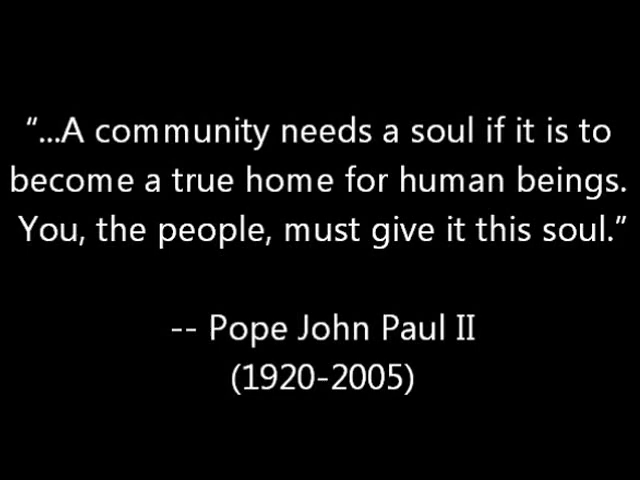 “...A community needs a soul if it is to
become a true home for human beings.
You, the people, must give it this soul.”
-- Pope John Paul II
(1920-2005)